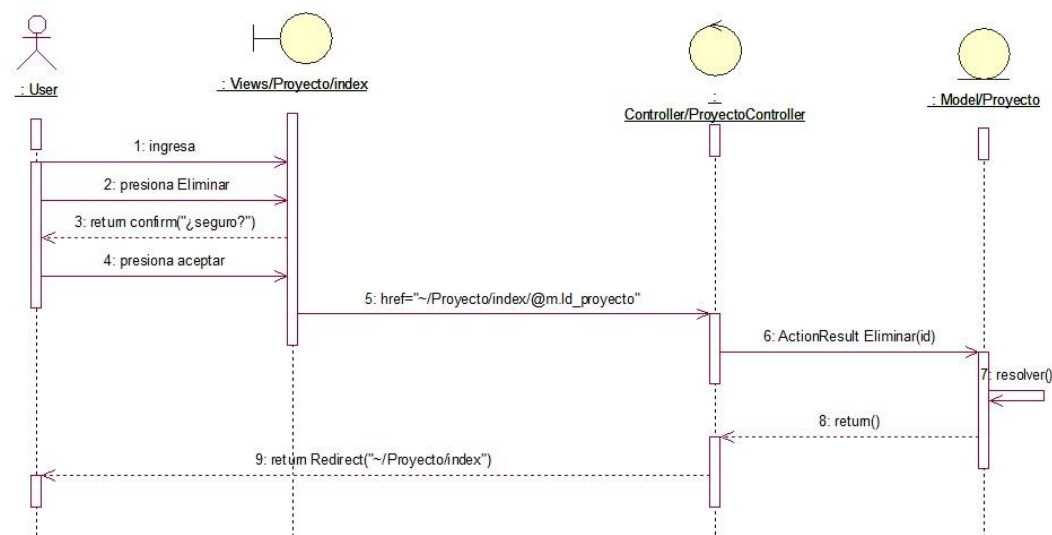 : User
: Views/Proyecto/index
:
Controller/ProyectoController
: Model/Proyecto
1: ingresa
2: presiona Eliminar
3: return confirm("¿seguro?")
4: presiona aceptar
5: href="~/Proyecto/index/@m.Id_proyecto"
6: ActionResult Eliminar(id)
7: resolver()
8: return()
9: return Redirect("~/Proyecto/index")